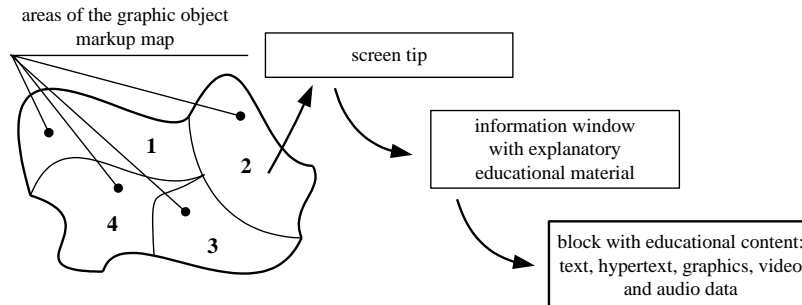 areas of the graphic object
markup map
screen tip
1
2
information window
with explanatory
educational material
4
3
block with educational content:
text, hypertext, graphics, video
and audio data